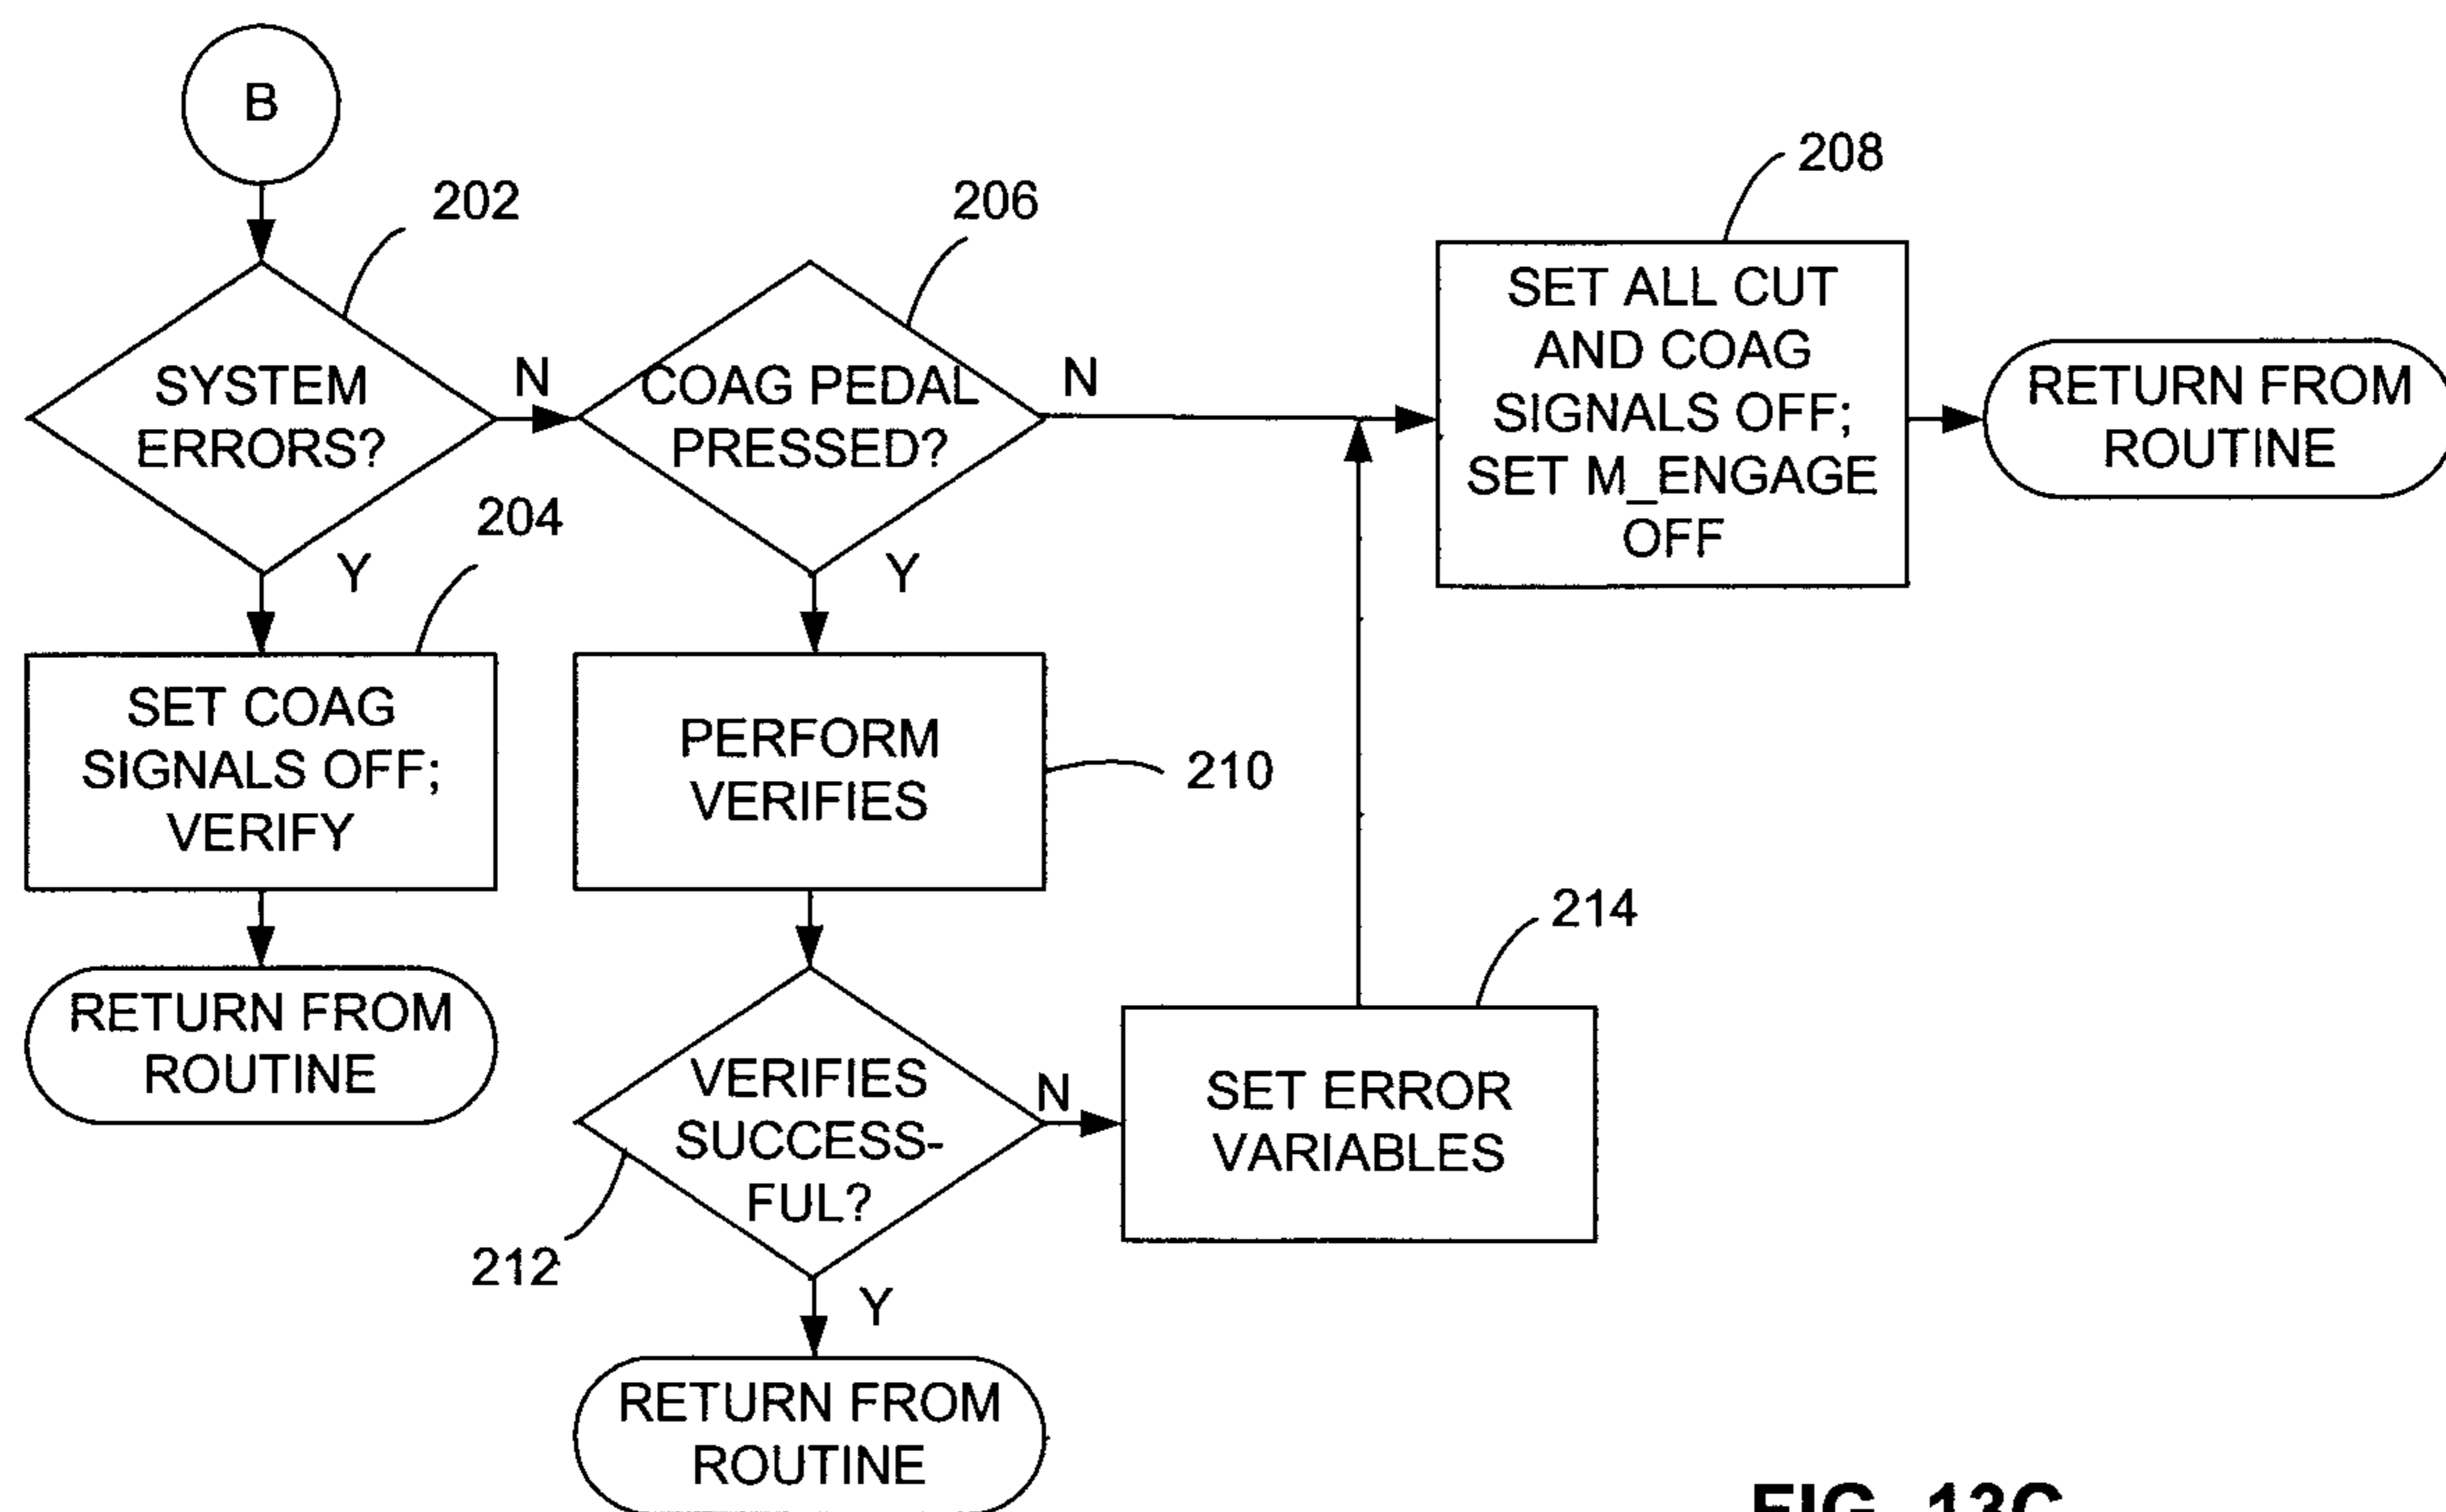 B
202
206
208
SYSTEM
ERRORS?
N
COAG PEDAL
PRESSED?
N
SET ALL CUT
AND COAG
SIGNALS OFF;
SET M_ENGAGE
OFF
RETURN FROM
ROUTINE
204
Y
Y
SET COAG
SIGNALS OFF;
VERIFY
PERFORM
VERIFIES
210
214
RETURN FROM
ROUTINE
VERIFIES
SUCCESS-
FUL?
N
SET ERROR
VARIABLES
212
Y
RETURN FROM
ROUTINE
FIG. 13C